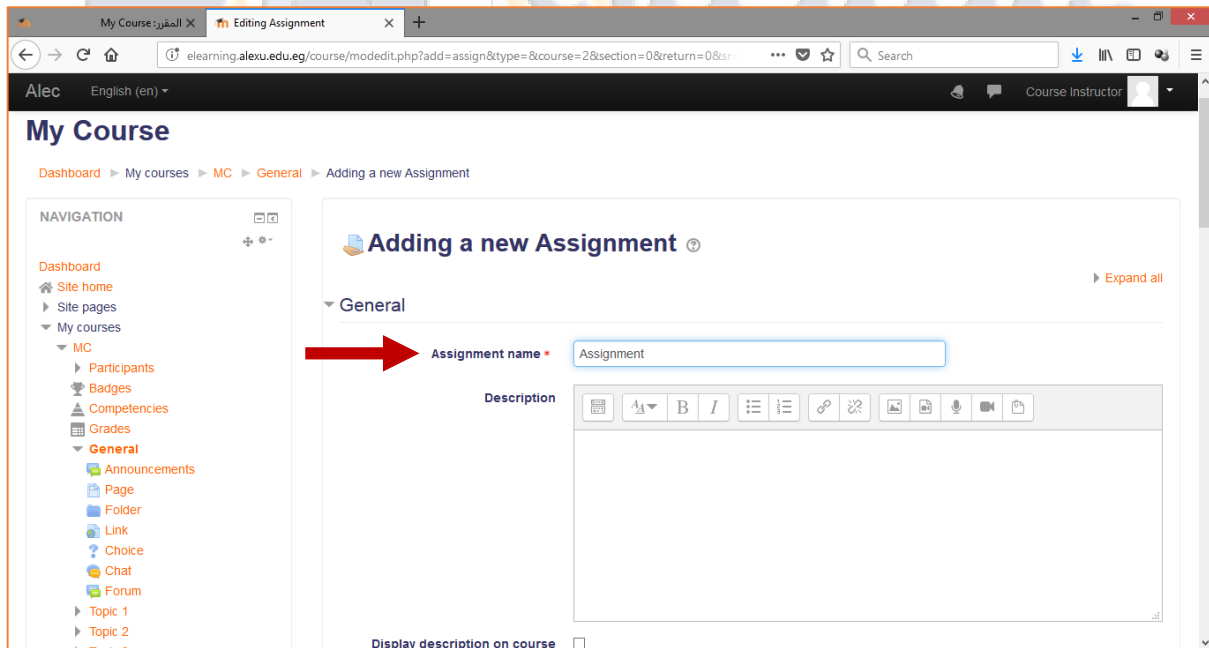 My Course :المقرر
Editing Assignment
elearning.alexu.edu.eg/course/modedit.php?add=assign&type=&course=2&section=0&return=0&sr
Search
Alec English (en)
Course Instructor
My Course
Dashboard My courses MC General Adding a new Assignment
NAVIGATION
Dashboard
Site home
Site pages
My courses
MC
Participants
Badges
Competencies
Grades
General
Announcements
Page
Folder
Link
Choice
Chat
Forum
Topic 1
Topic 2
Adding a new Assignment
Expand all
General
Assignment name *
Assignment
Description
Display description on course